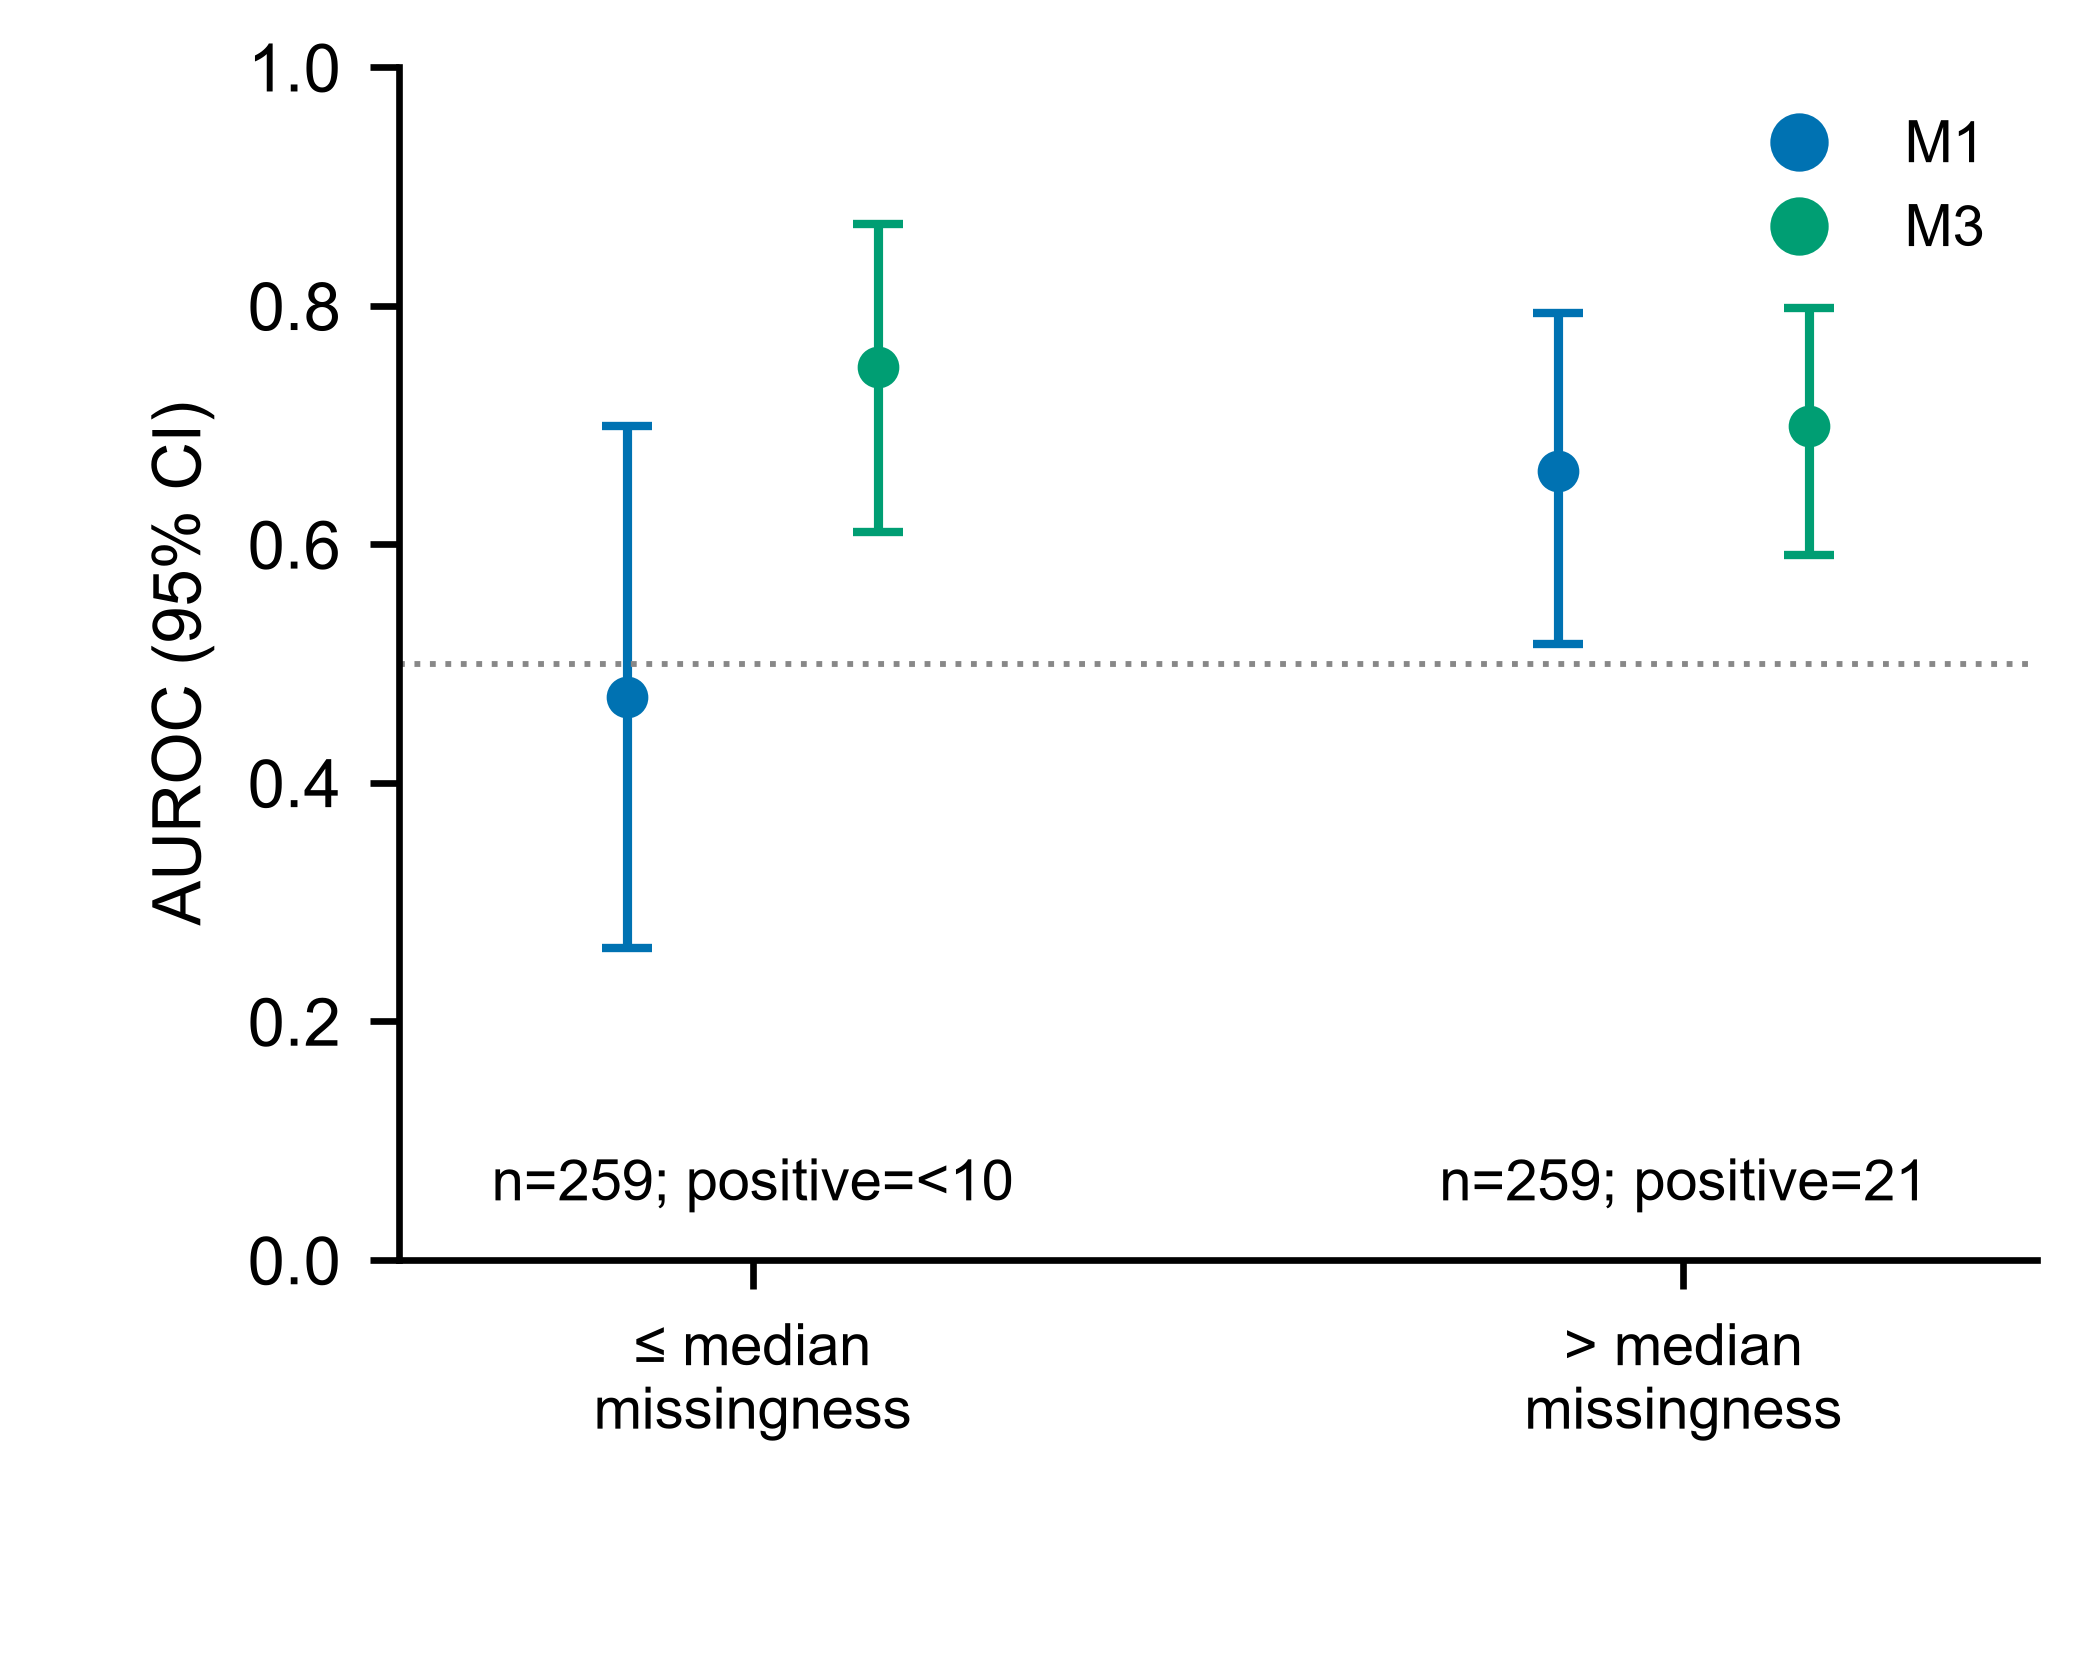 AUROC (95% CI)
1.0
0.8
0.6
0.4
0.2
0.0
M1
M3
n=259; positive=<10
n=259; positive=21
≤ median
missingness
> median
missingness